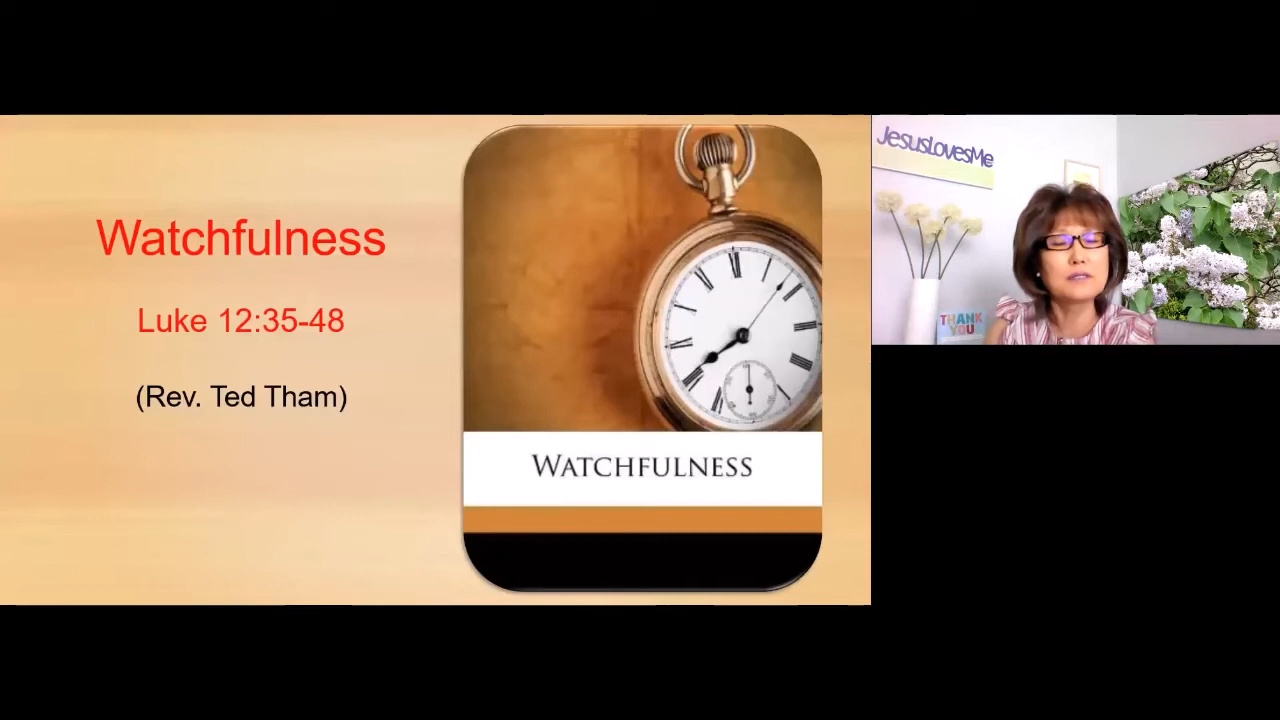 Watchfulness
Luke 12:35-48
(Rev. Ted Tham)
WATCHFULNESS
JesusLovesMe
THANK
YOU